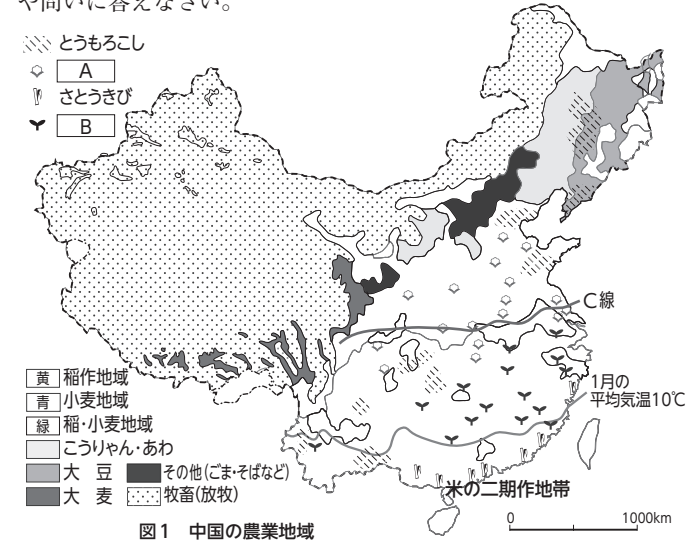 や問いに答えなさい。
とうもろこし
A
さとうきび
B
C線
1月の
平均気温10℃
黄 稲作地域
青 小麦地域
緑 稲・小麦地域
こうりゃん・あわ
大 豆 その他(ごま・そばなど)
大 麦 牧畜(放牧)
米の二期作地帯
0 1000km
図1 中国の農業地域